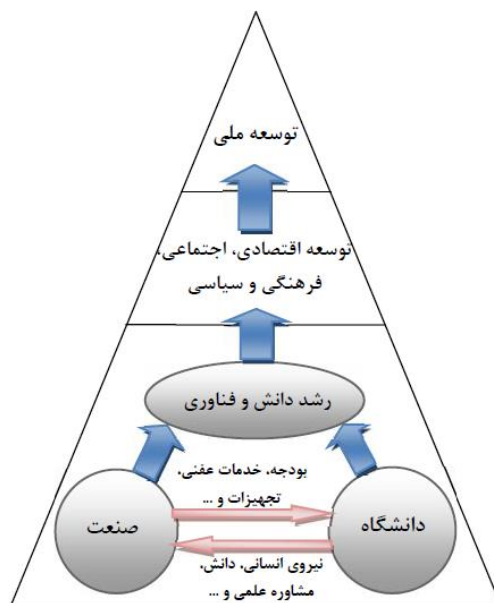 توسعه ملی
توسعه اقتصادی، اجتماعی،
فرهنگی و سیاسی
رشد دانش و فناوری
بودجه، خدمات عفنی،
تجهیزات و ...
صنعت
دانشگاه
نیروی انسانی، دانش،
مشاوره علمی و ...